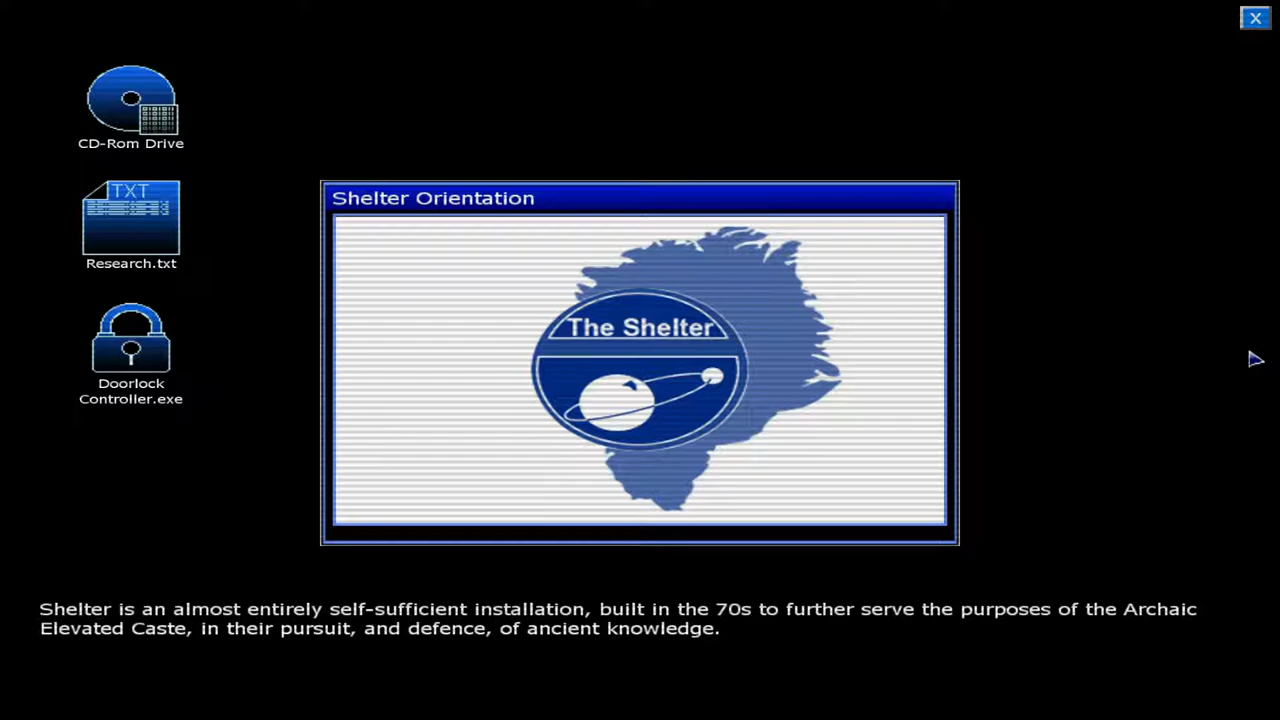 X
CD-Rom Drive
TXT
Research.txt
Doorlock
Controller.exe
Shelter Orientation
The Shelter
Shelter is an almost entirely self-sufficient installation, built in the 70s to further serve the purposes of the Archaic
Elevated Caste, in their pursuit, and defence, of ancient knowledge.